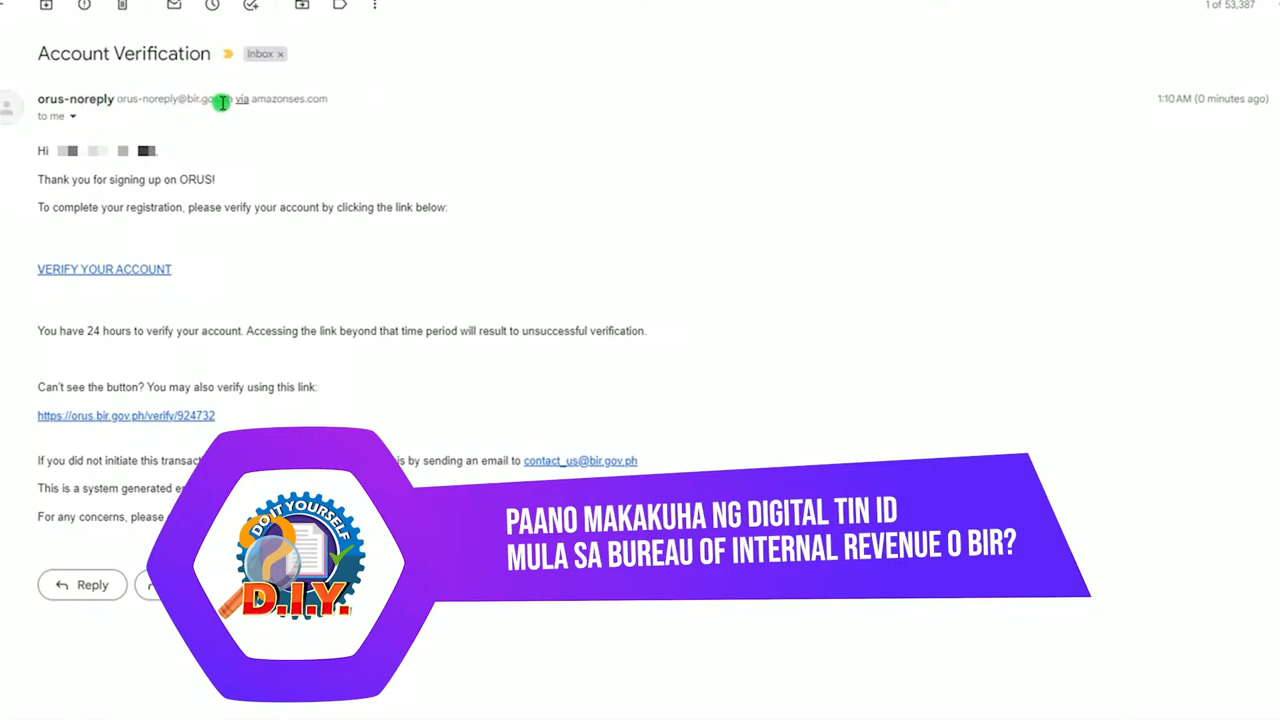 1 of 53,387
Account Verification
Inbox ×
orus-noreply orus-noreply@bir.go via amazonses.com
1:10 AM (0 minutes ago)
to me
Hi
Thank you for signing up on ORUS!
To complete your registration, please verify your account by clicking the link below:
VERIFY YOUR ACCOUNT
You have 24 hours to verify your account. Accessing the link beyond that time period will result to unsuccessful verification.
Can't see the button? You may also verify using this link:
https://orus.bir.gov.ph/verify/924732
If you did not initiate this by sending an email to contact_us@bir.gov.ph
This is a system generated
For any concerns, please
Reply
DO IT YOURSELF
D.I.Y.
PAANO MAKAKUHA NG DIGITAL TIN ID
MULA SA BUREAU OF INTERNAL REVENUE O BIR?